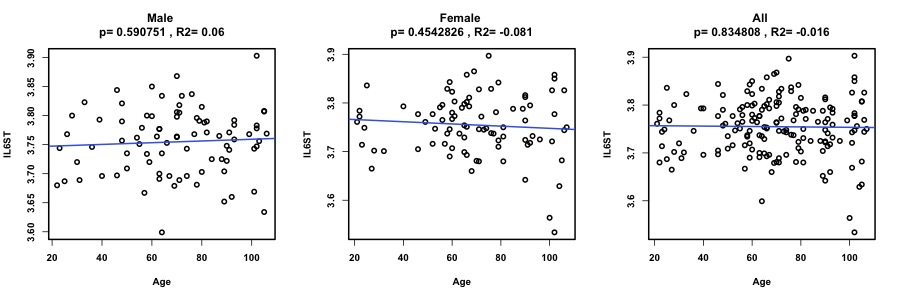 Male
p= 0.590751 , R2= 0.06
IL6ST
3.90
3.85
3.80
3.75
3.70
3.65
3.60
20 40 60 80 100
Age
Female
p= 0.4542826 , R2= -0.081
IL6ST
3.9
3.8
3.7
3.6
20 40 60 80 100
Age
All
p= 0.834808 , R2= -0.016
IL6ST
3.9
3.8
3.7
3.6
20 40 60 80 100
Age